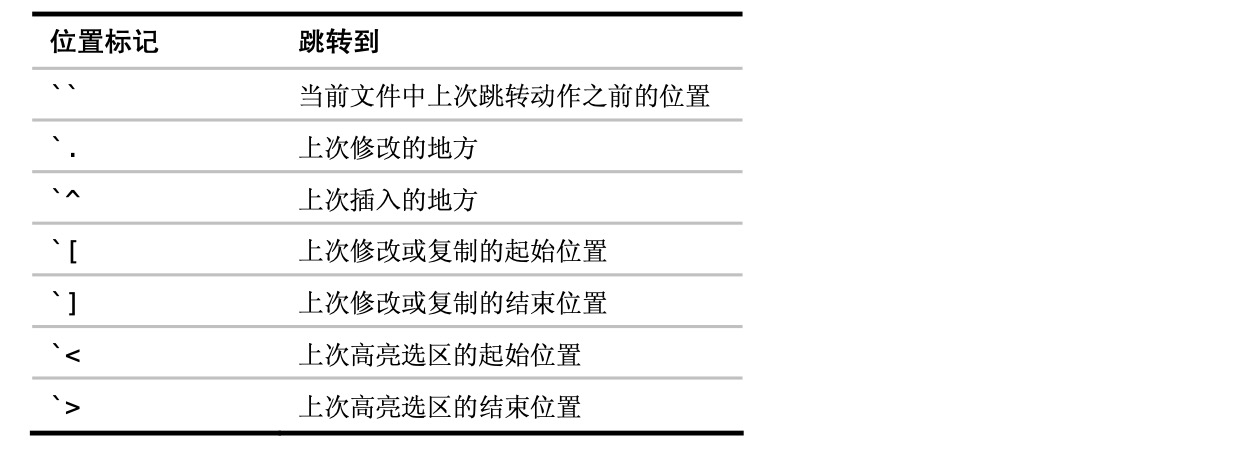 位置标记 跳转到
`` 当前文件中上次跳转动作之前的位置
`. 上次修改的地方
`^ 上次插入的地方
`[ 上次修改或复制的起始位置
`] 上次修改或复制的结束位置
`< 上次高亮选区的起始位置
`> 上次高亮选区的结束位置